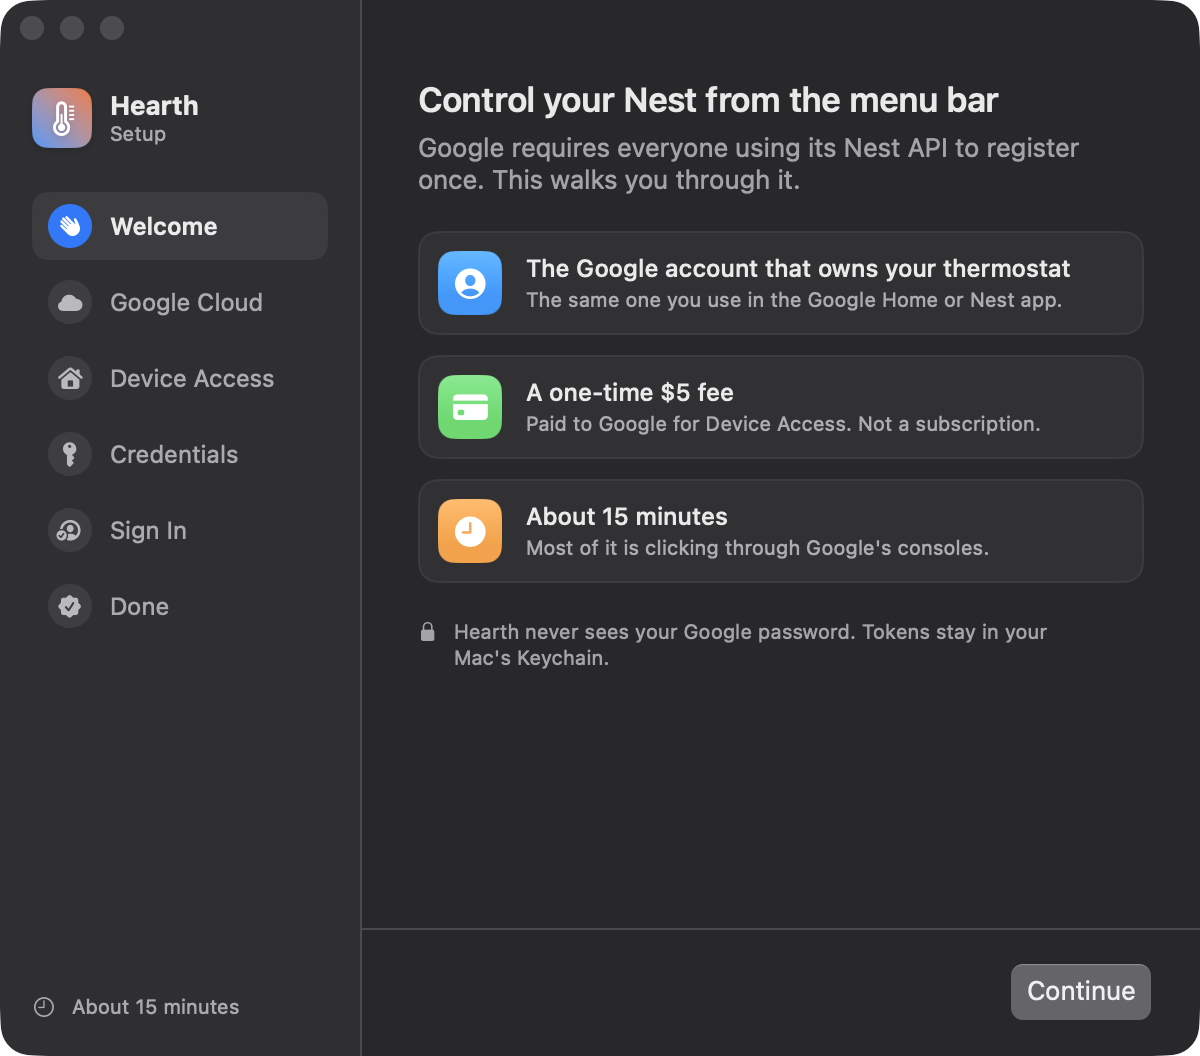 Hearth
Setup
Welcome
Google Cloud
Device Access
Credentials
Sign In
Done
About 15 minutes
Control your Nest from the menu bar
Google requires everyone using its Nest API to register
once. This walks you through it.
The Google account that owns your thermostat
The same one you use in the Google Home or Nest app.
A one-time $5 fee
Paid to Google for Device Access. Not a subscription.
About 15 minutes
Most of it is clicking through Google's consoles.
Hearth never sees your Google password. Tokens stay in your
Mac's Keychain.
Continue